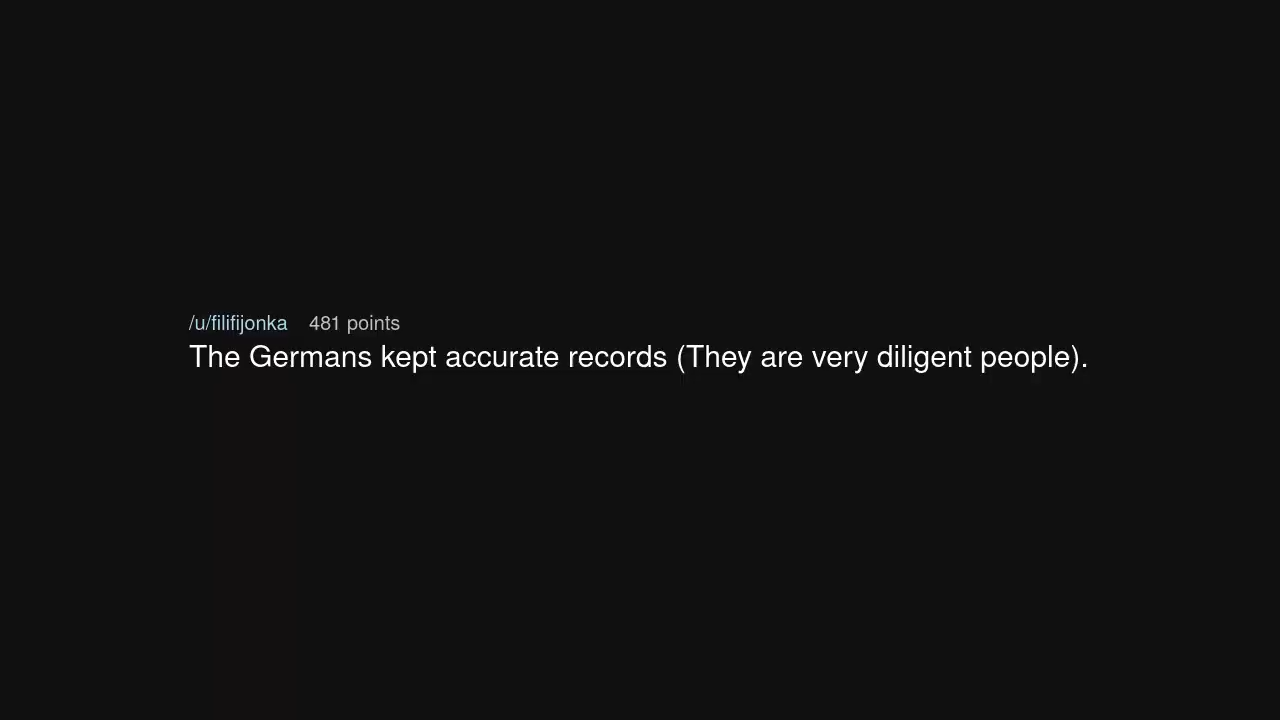 /u/filifijonka 481 points
The Germans kept accurate records (They are very diligent people).